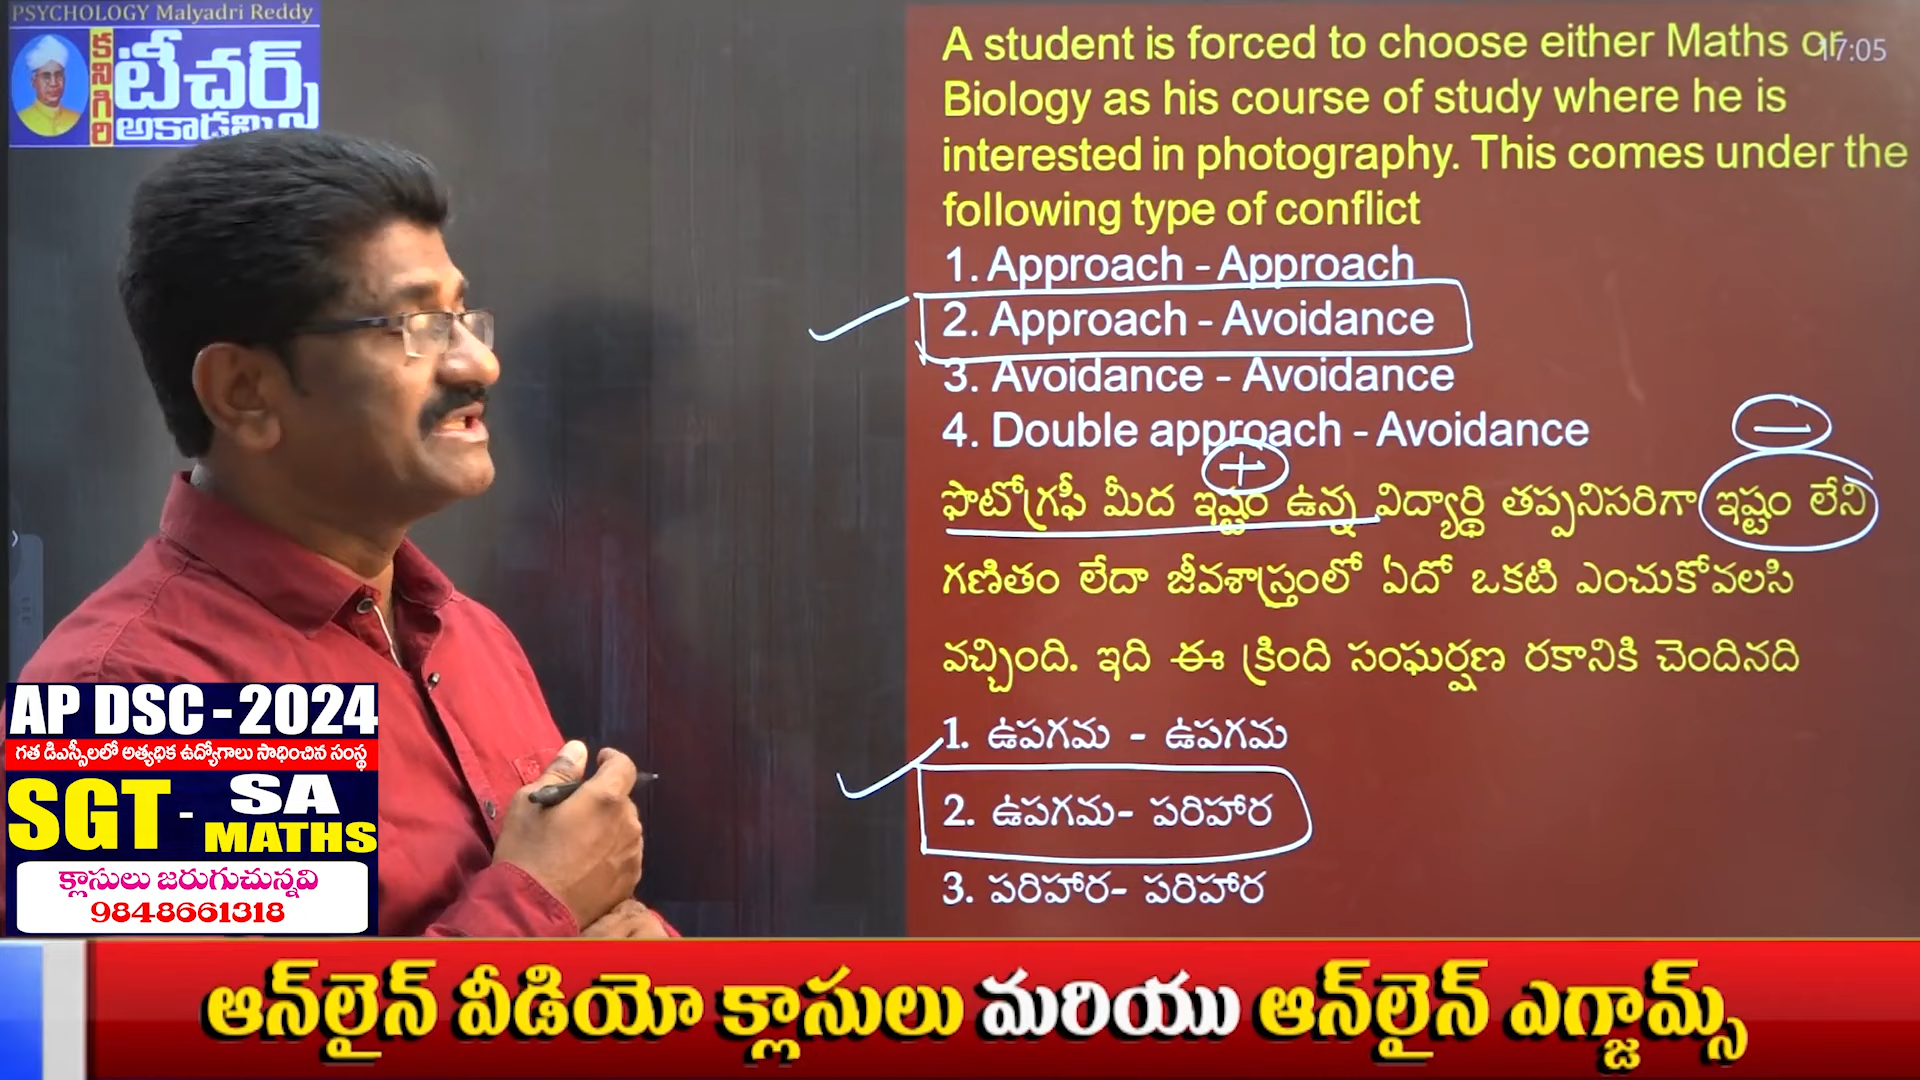 PSYCHOLOGY Malyadri Reddy
కనిగిరి
టీచర్స్
అకాడమీ
A student is forced to choose either Maths or
17:05
Biology as his course of study where he is
interested in photography. This comes under the
following type of conflict
1. Approach - Approach
2. Approach - Avoidance
3. Avoidance - Avoidance
4. Double approach - Avoidance
+
–
ఫొటోగ్రఫీ మీద ఇష్టం ఉన్న విద్యార్థి తప్పనిసరిగా ఇష్టం లేని
గణితం లేదా జీవశాస్త్రంలో ఏదో ఒకటి ఎంచుకోవలసి
వచ్చింది. ఇది ఈ క్రింది సంఘర్షణ రకానికి చెందినది
1. ఉపగమ - ఉపగమ
2. ఉపగమ- పరిహార
3. పరిహార- పరిహార
AP DSC - 2024
గత డిఎస్సీలలో అత్యధిక ఉద్యోగాలు సాధించిన సంస్థ
SGT - SA
MATHS
క్లాసులు జరుగుచున్నవి
9848661318
ఆన్‌లైన్ వీడియో క్లాసులు మరియు ఆన్‌లైన్ ఎగ్జామ్స్